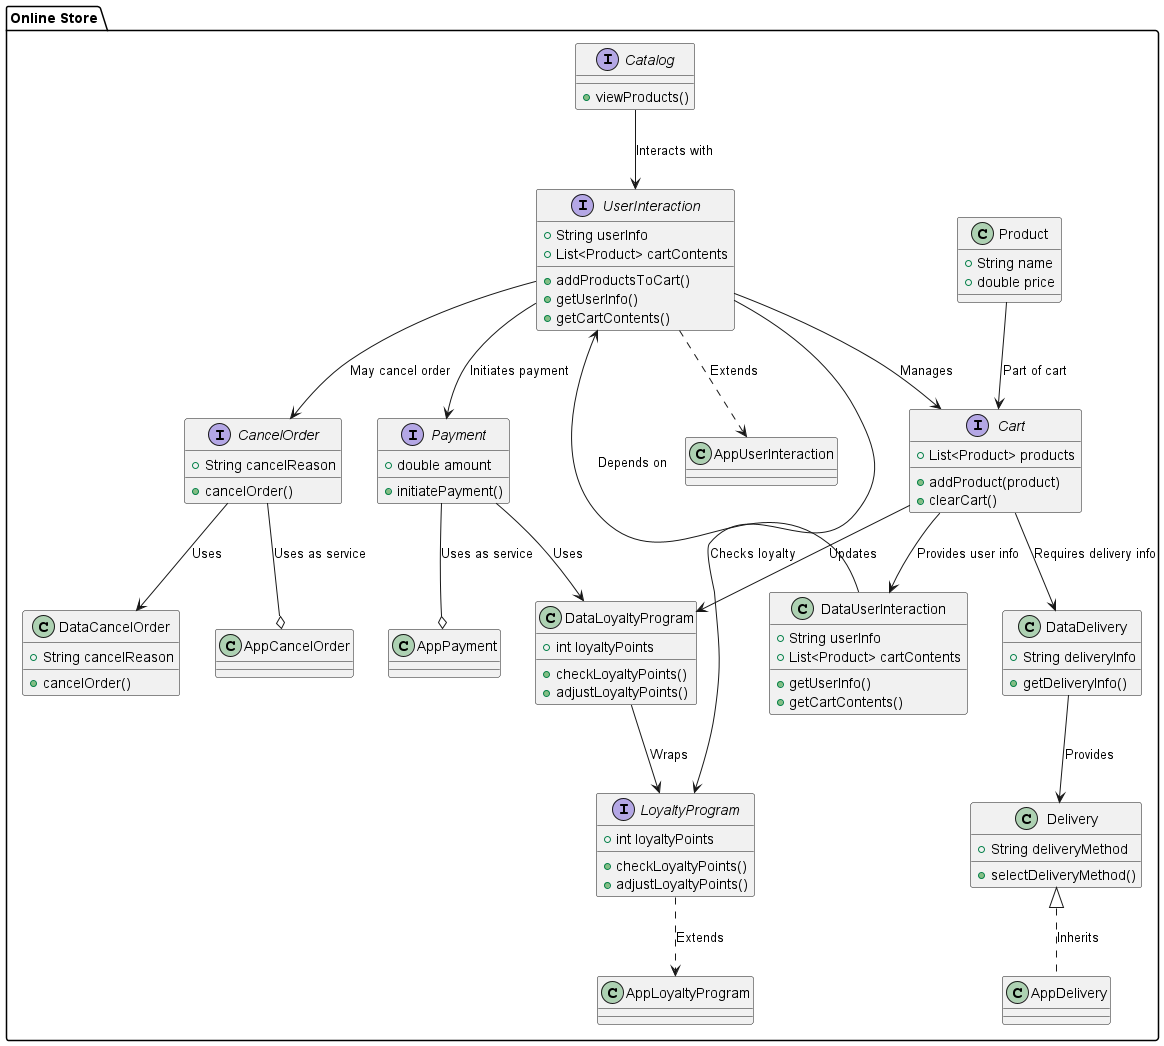 Online Store
I Catalog
viewProducts()
Interacts with
I UserInteraction
String userInfo
List<Product> cartContents
addProductsToCart()
getUserInfo()
getCartContents()
C Product
String name
double price
May cancel order
Initiates payment
Extends
Manages
Part of cart
I CancelOrder
String cancelReason
cancelOrder()
I Payment
double amount
initiatePayment()
Depends on
C AppUserInteraction
I Cart
List<Product> products
addProduct(product)
clearCart()
Uses
Uses as service
Uses as service
Uses
Checks loyalty
Updates
Provides user info
Requires delivery info
C DataCancelOrder
String cancelReason
cancelOrder()
C AppCancelOrder
C AppPayment
C DataLoyaltyProgram
int loyaltyPoints
checkLoyaltyPoints()
adjustLoyaltyPoints()
C DataUserInteraction
String userInfo
List<Product> cartContents
getUserInfo()
getCartContents()
C DataDelivery
String deliveryInfo
getDeliveryInfo()
Wraps
Provides
I LoyaltyProgram
int loyaltyPoints
checkLoyaltyPoints()
adjustLoyaltyPoints()
C Delivery
String deliveryMethod
selectDeliveryMethod()
Extends
Inherits
C AppLoyaltyProgram
C AppDelivery